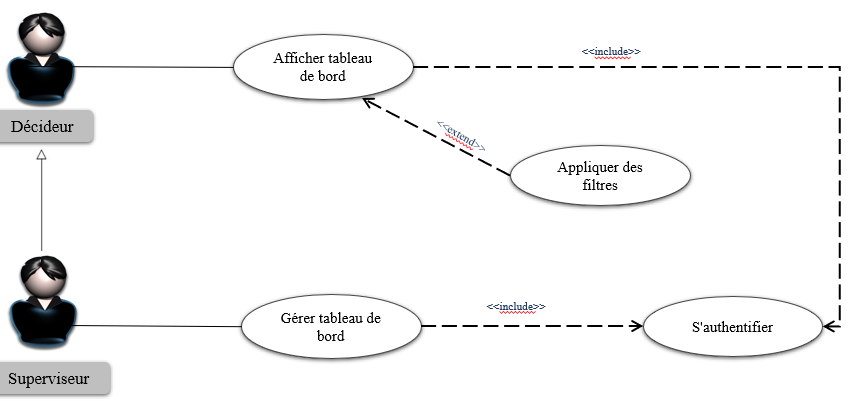 Afficher tableau
de bord
<<include>>
Décideur
<<extend>>
Appliquer des
filtres
Gérer tableau de
bord
<<include>>
S'authentifier
Superviseur